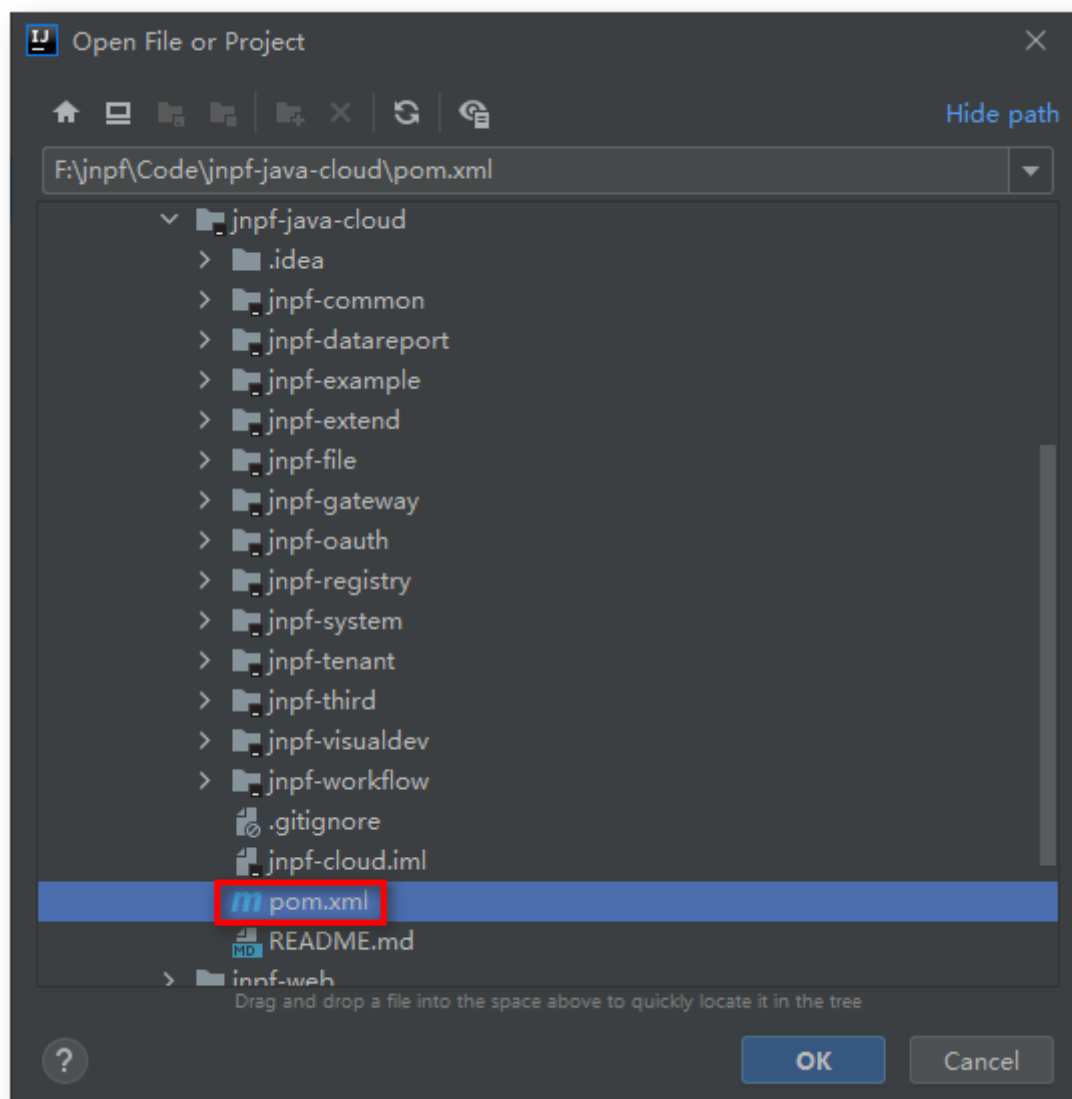 IJ Open File or Project
Hide path
F:\jnpf\Code\jnpf-java-cloud\pom.xml
jnpf-java-cloud
.idea
jnpf-common
jnpf-datareport
jnpf-example
jnpf-extend
jnpf-file
jnpf-gateway
jnpf-oauth
jnpf-registry
jnpf-system
jnpf-tenant
jnpf-third
jnpf-visualdev
jnpf-workflow
.gitignore
jnpf-cloud.iml
m pom.xml
MD README.md
jnpf-web
Drag and drop a file into the space above to quickly locate it in the tree
? OK Cancel